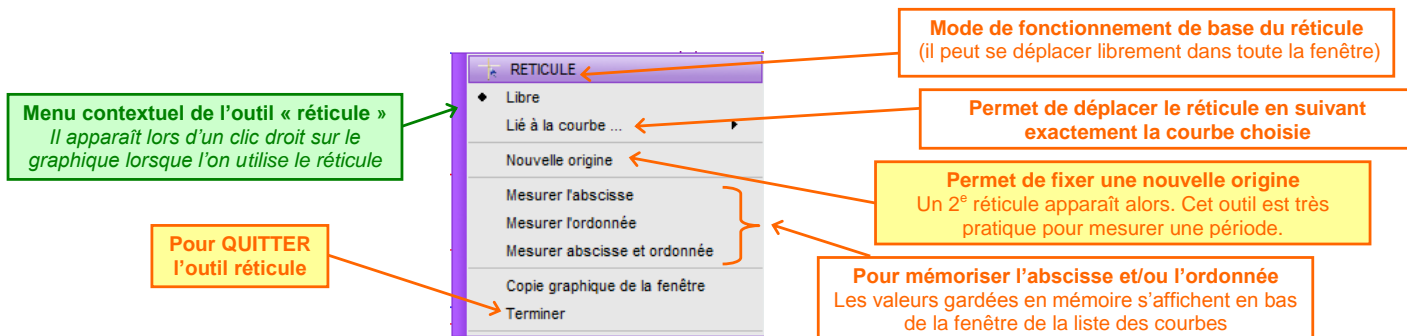 Mode de fonctionnement de base du réticule
(il peut se déplacer librement dans toute la fenêtre)
RETICULE
Menu contextuel de l'outil « réticule »
Il apparaît lors d'un clic droit sur le
graphique lorsque l'on utilise le réticule
Libre
Lié à la courbe ...
Permet de déplacer le réticule en suivant
exactement la courbe choisie
Nouvelle origine
Permet de fixer une nouvelle origine
Un 2e réticule apparaît alors. Cet outil est très
pratique pour mesurer une période.
Mesurer l'abscisse
Mesurer l'ordonnée
Mesurer abscisse et ordonnée
Pour QUITTER
l'outil réticule
Pour mémoriser l'abscisse et/ou l'ordonnée
Les valeurs gardées en mémoire s'affichent en bas
de la fenêtre de la liste des courbes
Copie graphique de la fenêtre
Terminer